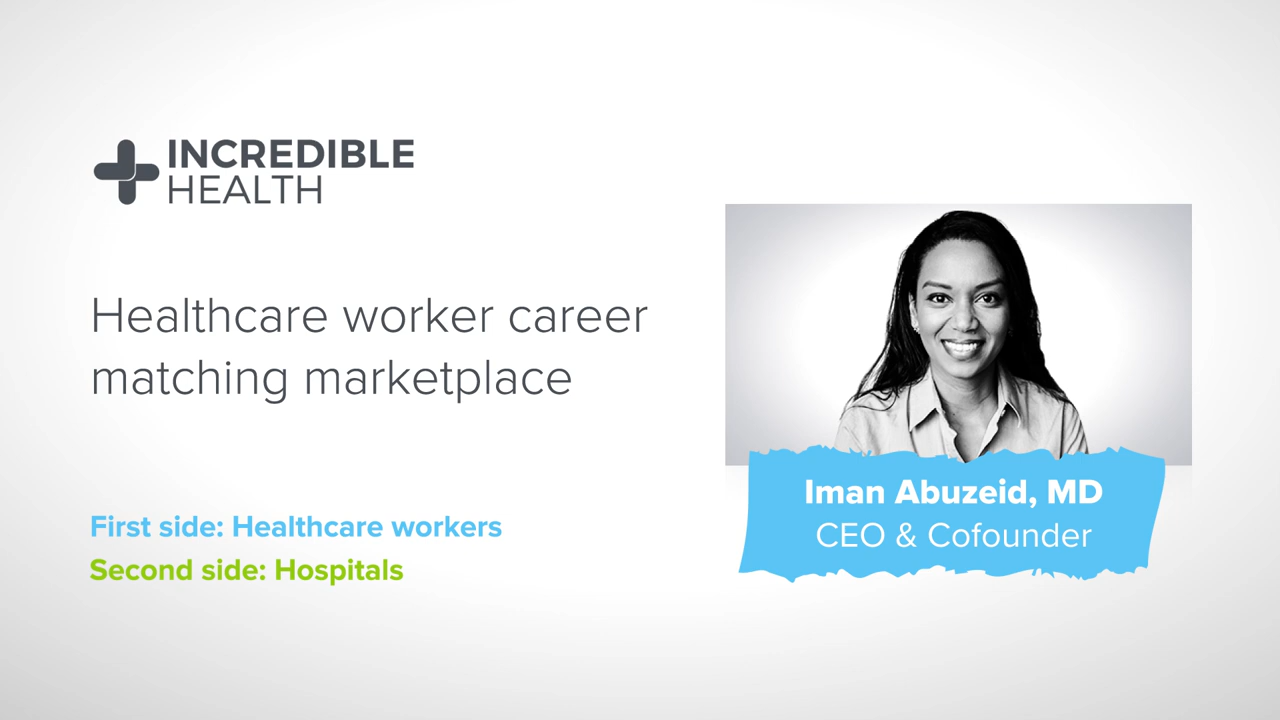 INCREDIBLE
HEALTH
Healthcare worker career
matching marketplace
First side: Healthcare workers
Second side: Hospitals
Iman Abuzeid, MD
CEO & Cofounder